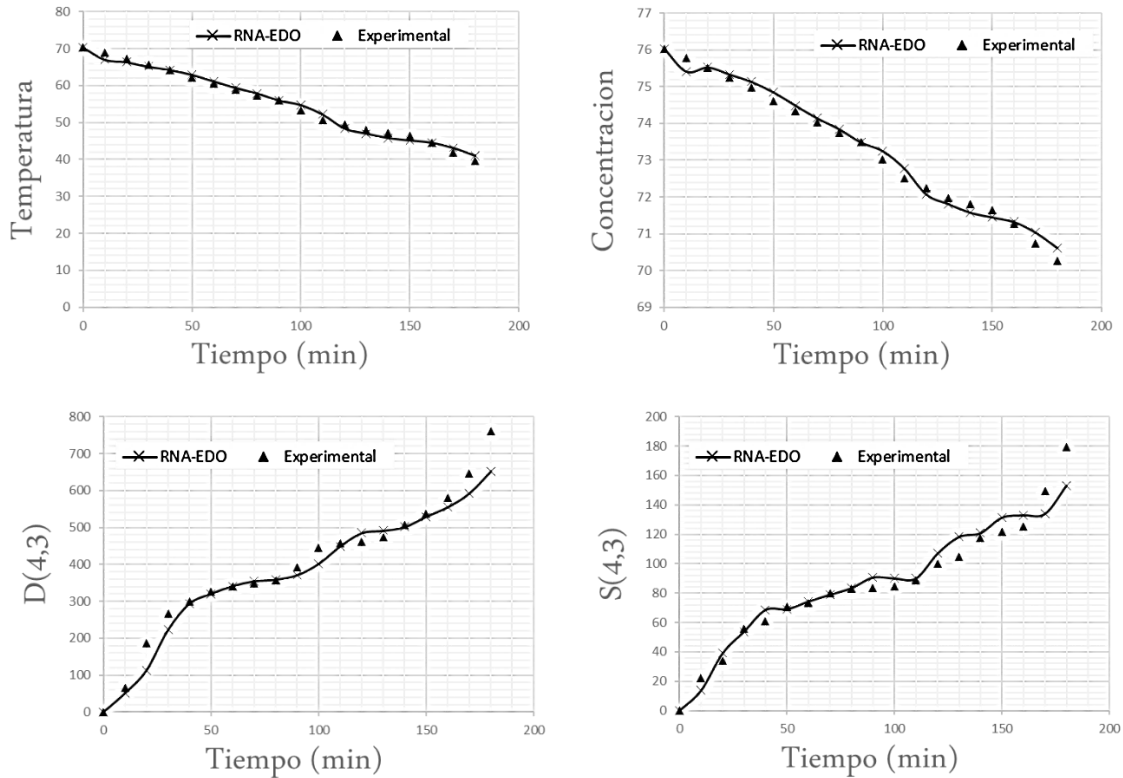 Temperatura
80
70
60
50
40
30
20
10
0
RNA-EDO Experimental
0 50 100 150 200
Tiempo (min)
Concentracion
77
76
75
74
73
72
71
70
69
RNA-EDO Experimental
0 50 100 150 200
Tiempo (min)
D(4,3)
800
700
600
500
400
300
200
100
0
RNA-EDO Experimental
0 50 100 150 200
Tiempo (min)
S(4,3)
200
180
160
140
120
100
80
60
40
20
0
RNA-EDO Experimental
0 50 100 150 200
Tiempo (min)